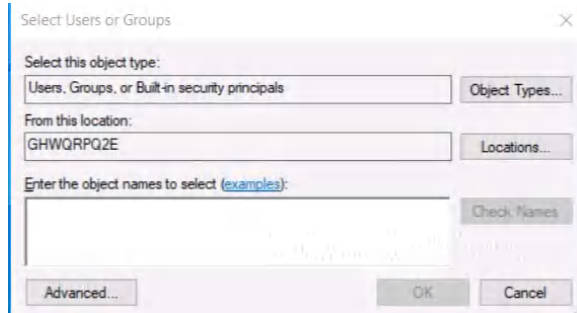 Select Users or Groups
Select this object type:
Users, Groups, or Built-in security principals
Object Types...
From this location:
GHWQRPQ2E
Locations...
Enter the object names to select (examples):
Check Names
Advanced...
OK
Cancel